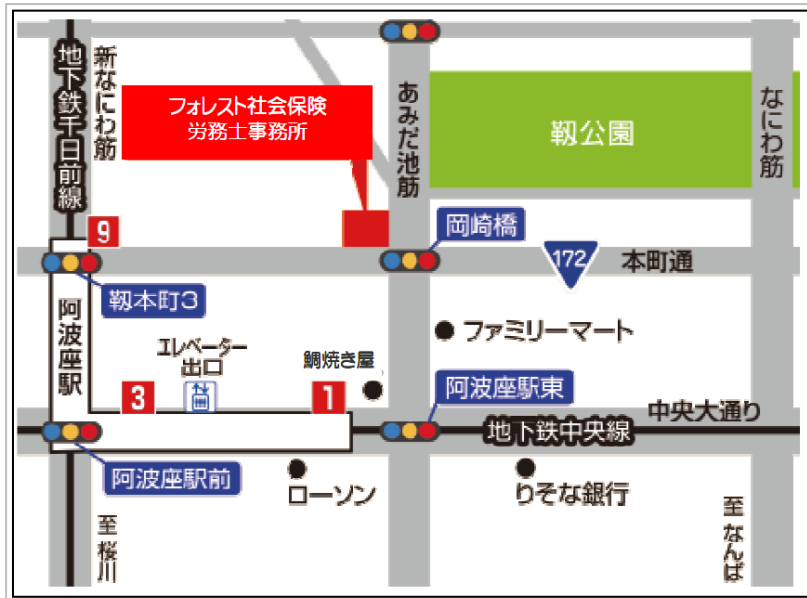 地下鉄千日前線
新なにわ筋
フォレスト社会保険
労務士事務所
あみだ池筋
靱公園
なにわ筋
9
岡崎橋
172
本町通
靱本町3
阿波座駅
エレベーター
出口
鯛焼き屋
ファミリーマート
3
1
阿波座駅東
中央大通り
地下鉄中央線
阿波座駅前
ローソン
りそな銀行
至桜川
至なんば